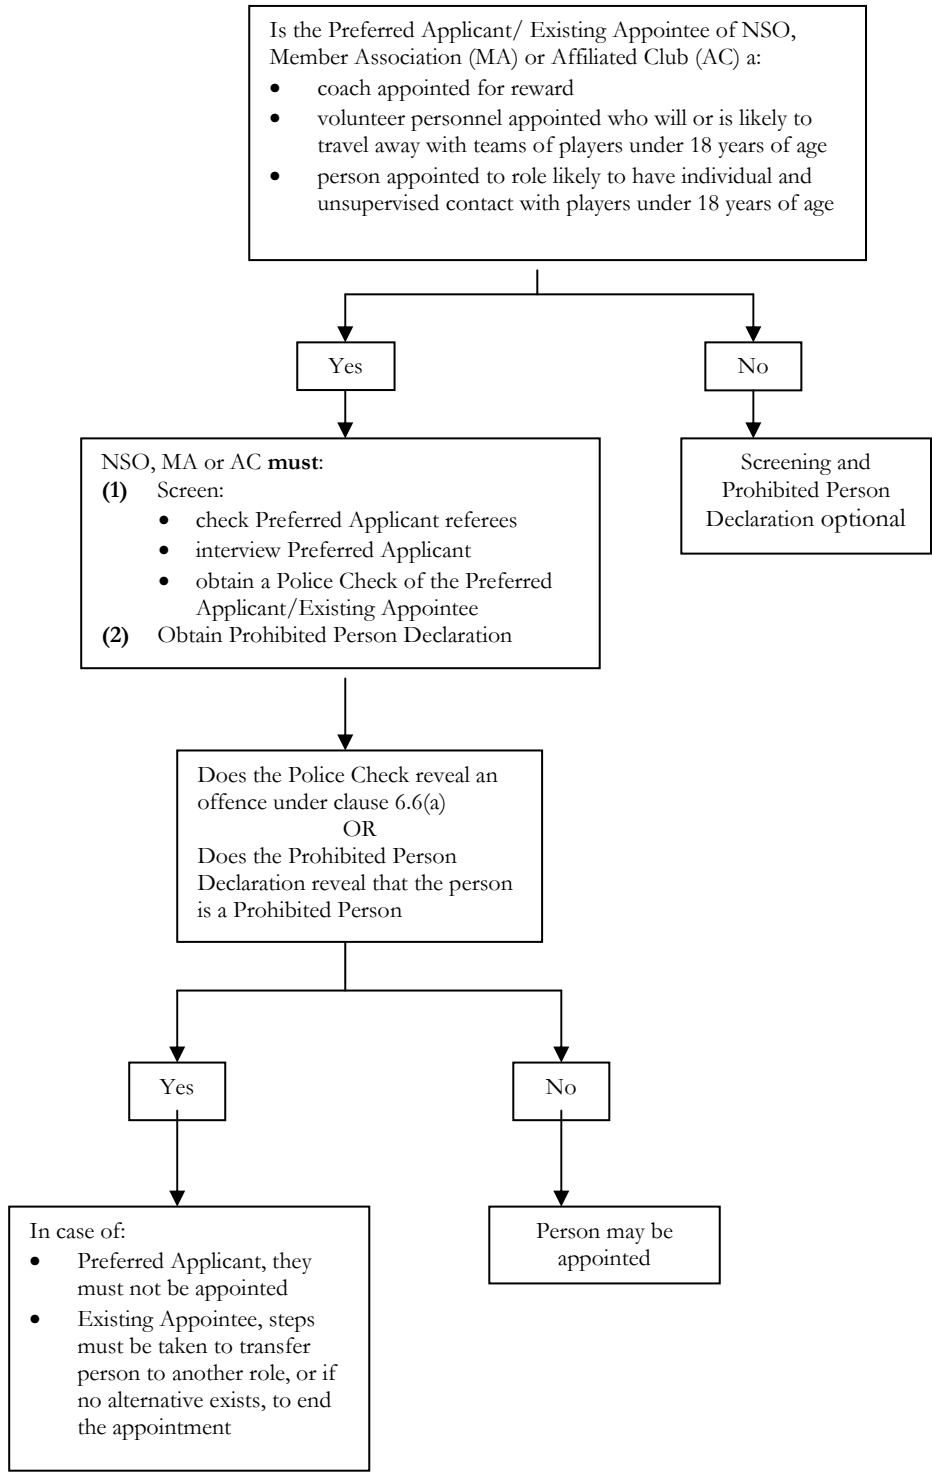 Is the Preferred Applicant/ Existing Appointee of NSO,
Member Association (MA) or Affiliated Club (AC) a:
• coach appointed for reward
• volunteer personnel appointed who will or is likely to
travel away with teams of players under 18 years of age
• person appointed to role likely to have individual and
unsupervised contact with players under 18 years of age
Yes
No
NSO, MA or AC must:
(1) Screen:
• check Preferred Applicant referees
• interview Preferred Applicant
• obtain a Police Check of the Preferred
Applicant/Existing Appointee
(2) Obtain Prohibited Person Declaration
Screening and
Prohibited Person
Declaration optional
Does the Police Check reveal an
offence under clause 6.6(a)
OR
Does the Prohibited Person
Declaration reveal that the person
is a Prohibited Person
Yes
No
In case of:
• Preferred Applicant, they
must not be appointed
• Existing Appointee, steps
must be taken to transfer
person to another role, or if
no alternative exists, to end
the appointment
Person may be
appointed